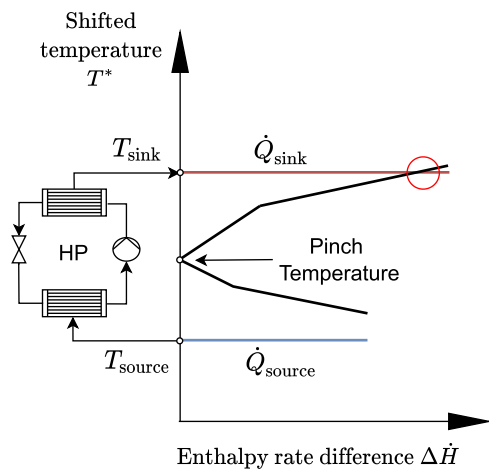 Shifted
temperature
T*
T_sink
Q̇_sink
HP
Pinch
Temperature
T_source
Q̇_source
Enthalpy rate difference ΔḢ